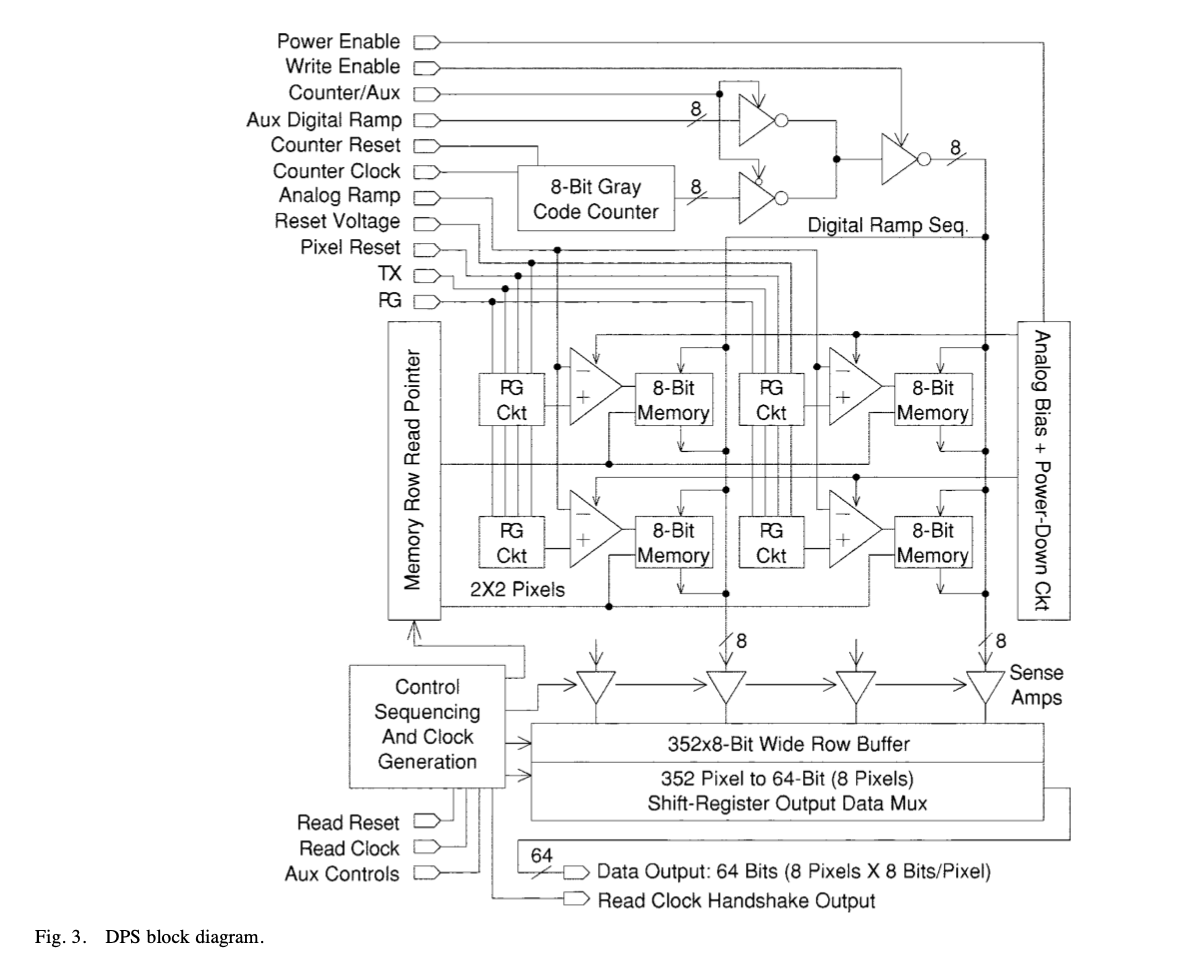 Power Enable
Write Enable
Counter/Aux
Aux Digital Ramp
8
Counter Reset
Counter Clock
8-Bit Gray
Code Counter
8
8
Analog Ramp
Reset Voltage
Digital Ramp Seq.
Pixel Reset
TX
PG
Memory Row Read Pointer
PG
Ckt
−
+
8-Bit
Memory
PG
Ckt
−
+
8-Bit
Memory
Analog Bias + Power-Down Ckt
PG
Ckt
−
+
8-Bit
Memory
PG
Ckt
−
+
8-Bit
Memory
2X2 Pixels
8
8
Sense
Amps
Control
Sequencing
And Clock
Generation
352x8-Bit Wide Row Buffer
352 Pixel to 64-Bit (8 Pixels)
Shift-Register Output Data Mux
Read Reset
Read Clock
Aux Controls
64
Data Output: 64 Bits (8 Pixels X 8 Bits/Pixel)
Read Clock Handshake Output
Fig. 3. DPS block diagram.